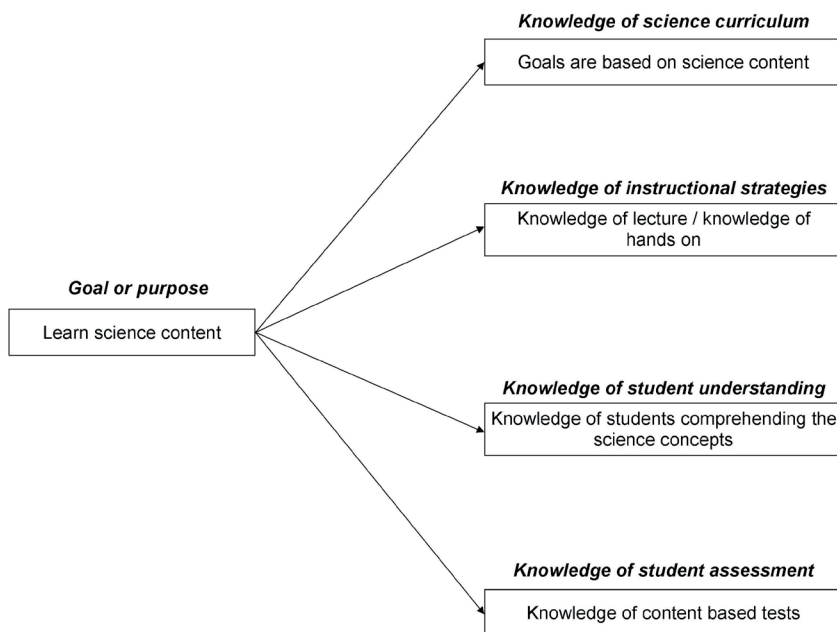 Knowledge of science curriculum
Goals are based on science content
Knowledge of instructional strategies
Knowledge of lecture / knowledge of
hands on
Goal or purpose
Learn science content
Knowledge of student understanding
Knowledge of students comprehending the
science concepts
Knowledge of student assessment
Knowledge of content based tests